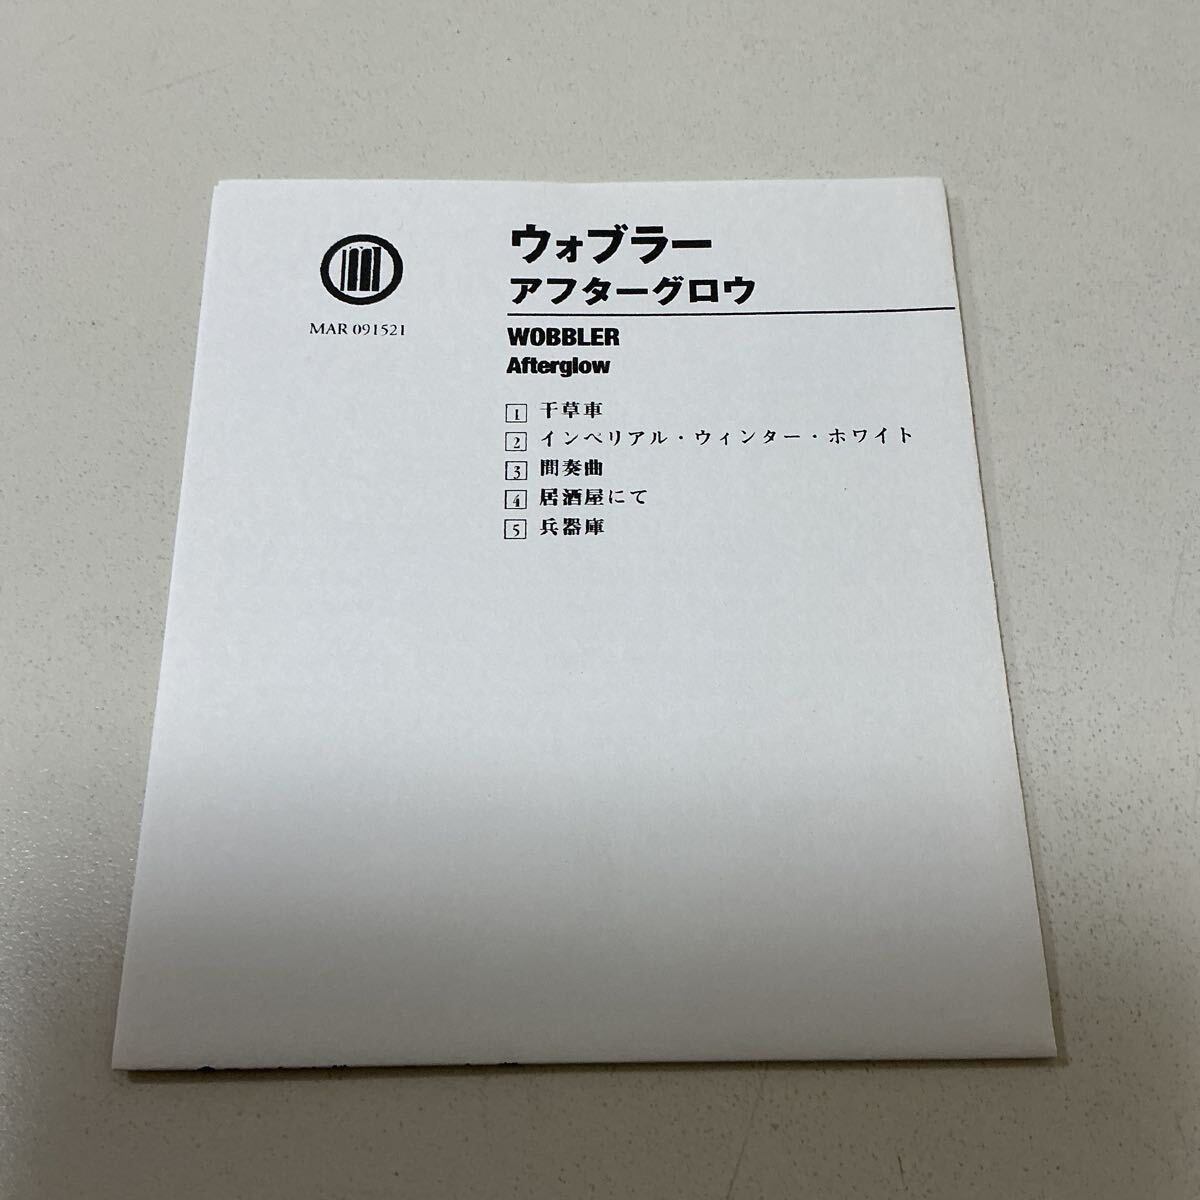 MAR 091521
ウォブラー
アフターグロウ
WOBBLER
Afterglow
1 干草車
2 インペリアル・ウィンター・ホワイト
3 間奏曲
4 居酒屋にて
5 兵器庫